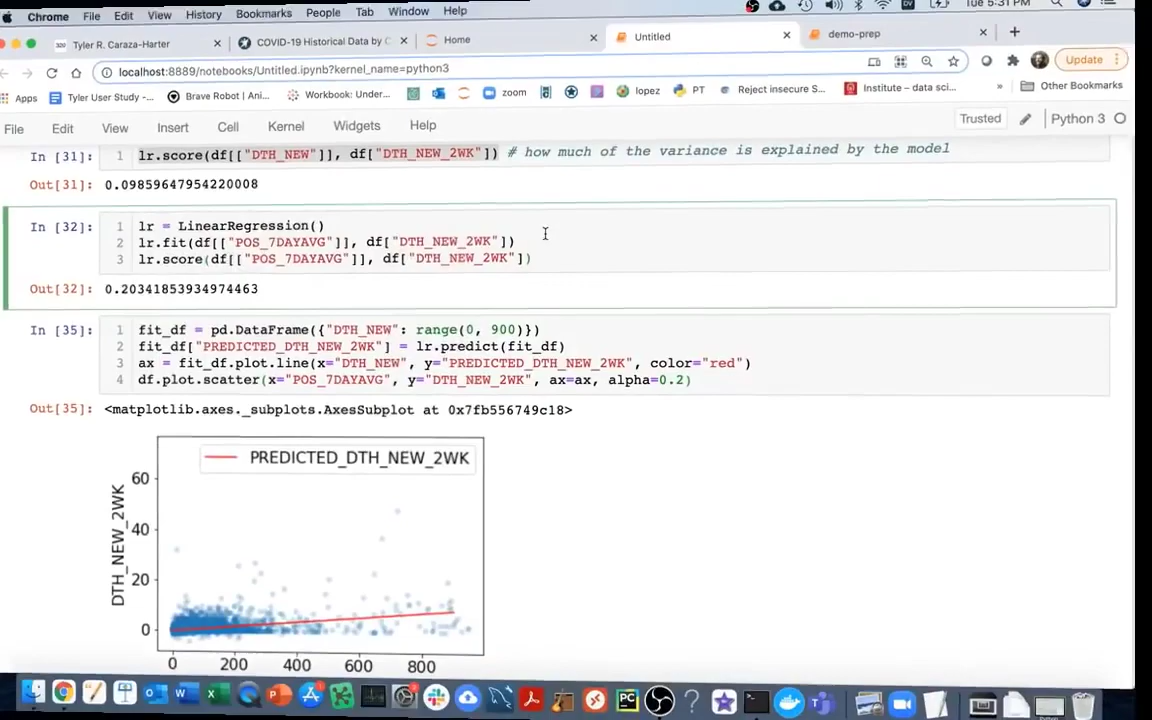 Chrome File Edit View History Bookmarks People Tab Window Help Tue 5:31 PM
Tyler R. Caraza-Harter COVID-19 Historical Data by C Home Untitled demo-prep
localhost:8889/notebooks/Untitled.ipynb?kernel_name=python3 Update
Apps Tyler User Study -... Brave Robot | Ani... Workbook: Unde... zoom lopez PT Reject insecure S... Institute – data sci... » Other Bookmarks
File Edit View Insert Cell Kernel Widgets Help Trusted Python 3
In [31]: 1 lr.score(df[["DTH_NEW"]], df["DTH_NEW_2WK"]) # how much of the variance is explained by the model
Out[31]: 0.09859647954220008
In [32]: 1 lr = LinearRegression()
2 lr.fit(df[["POS_7DAYAVG"]], df["DTH_NEW_2WK"])
3 lr.score(df[["POS_7DAYAVG"]], df["DTH_NEW_2WK"])
Out[32]: 0.20341853934974463
In [35]: 1 fit_df = pd.DataFrame({"DTH_NEW": range(0, 900)})
2 fit_df["PREDICTED_DTH_NEW_2WK"] = lr.predict(fit_df)
3 ax = fit_df.plot.line(x="DTH_NEW", y="PREDICTED_DTH_NEW_2WK", color="red")
4 df.plot.scatter(x="POS_7DAYAVG", y="DTH_NEW_2WK", ax=ax, alpha=0.2)
Out[35]: <matplotlib.axes._subplots.AxesSubplot at 0x7fb556749c18>
PREDICTED_DTH_NEW_2WK
DTH_NEW_2WK
60
40
20
0
0 200 400 600 800